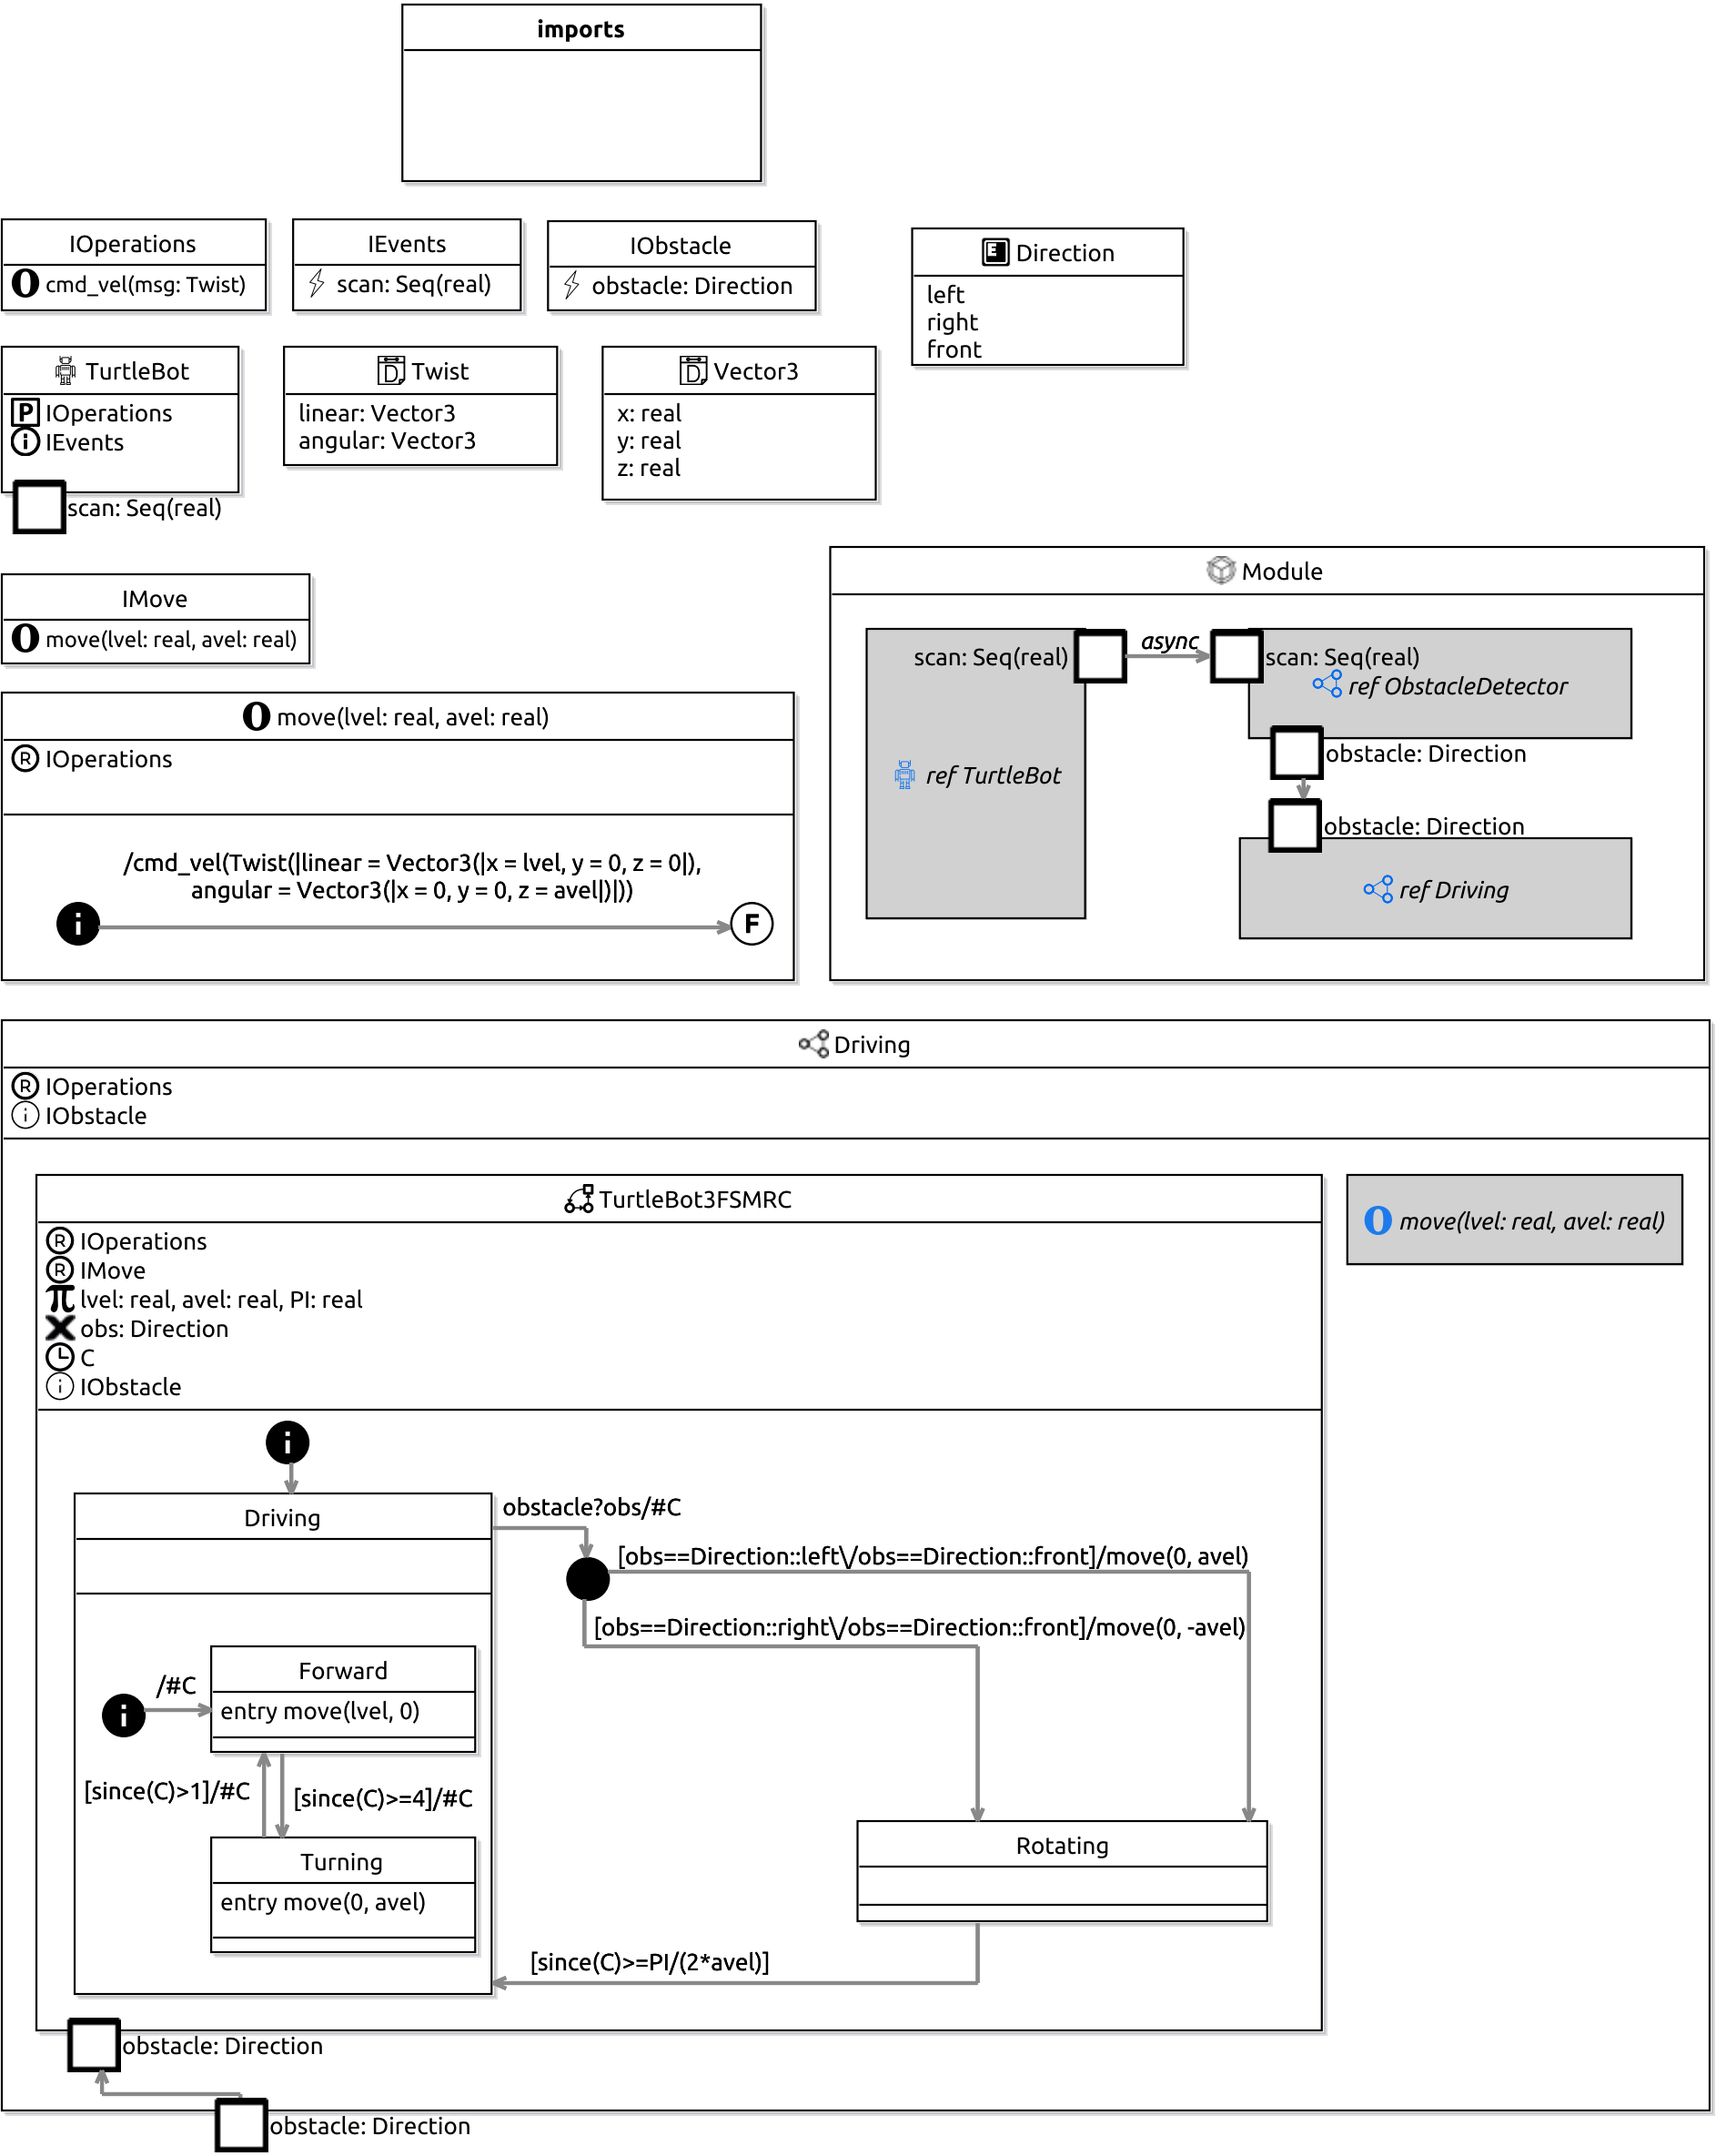 imports
IOperations
O cmd_vel(msg: Twist)
IEvents
scan: Seq(real)
IObstacle
obstacle: Direction
E Direction
left
right
front
TurtleBot
P IOperations
i IEvents
scan: Seq(real)
D Twist
linear: Vector3
angular: Vector3
D Vector3
x: real
y: real
z: real
IMove
O move(lvel: real, avel: real)
O move(lvel: real, avel: real)
R IOperations
/cmd_vel(Twist(|linear = Vector3(|x = lvel, y = 0, z = 0|),
angular = Vector3(|x = 0, y = 0, z = avel|)|))
i
F
Module
scan: Seq(real)
async
scan: Seq(real)
ref ObstacleDetector
ref TurtleBot
obstacle: Direction
obstacle: Direction
ref Driving
Driving
R IOperations
i IObstacle
TurtleBot3FSMRC
R IOperations
R IMove
π lvel: real, avel: real, PI: real
X obs: Direction
C
i IObstacle
O move(lvel: real, avel: real)
i
Driving
obstacle?obs/#C
[obs==Direction::left\/obs==Direction::front]/move(0, avel)
[obs==Direction::right\/obs==Direction::front]/move(0, -avel)
i
/#C
Forward
entry move(lvel, 0)
[since(C)>1]/#C
[since(C)>=4]/#C
Turning
entry move(0, avel)
Rotating
[since(C)>=PI/(2*avel)]
obstacle: Direction
obstacle: Direction